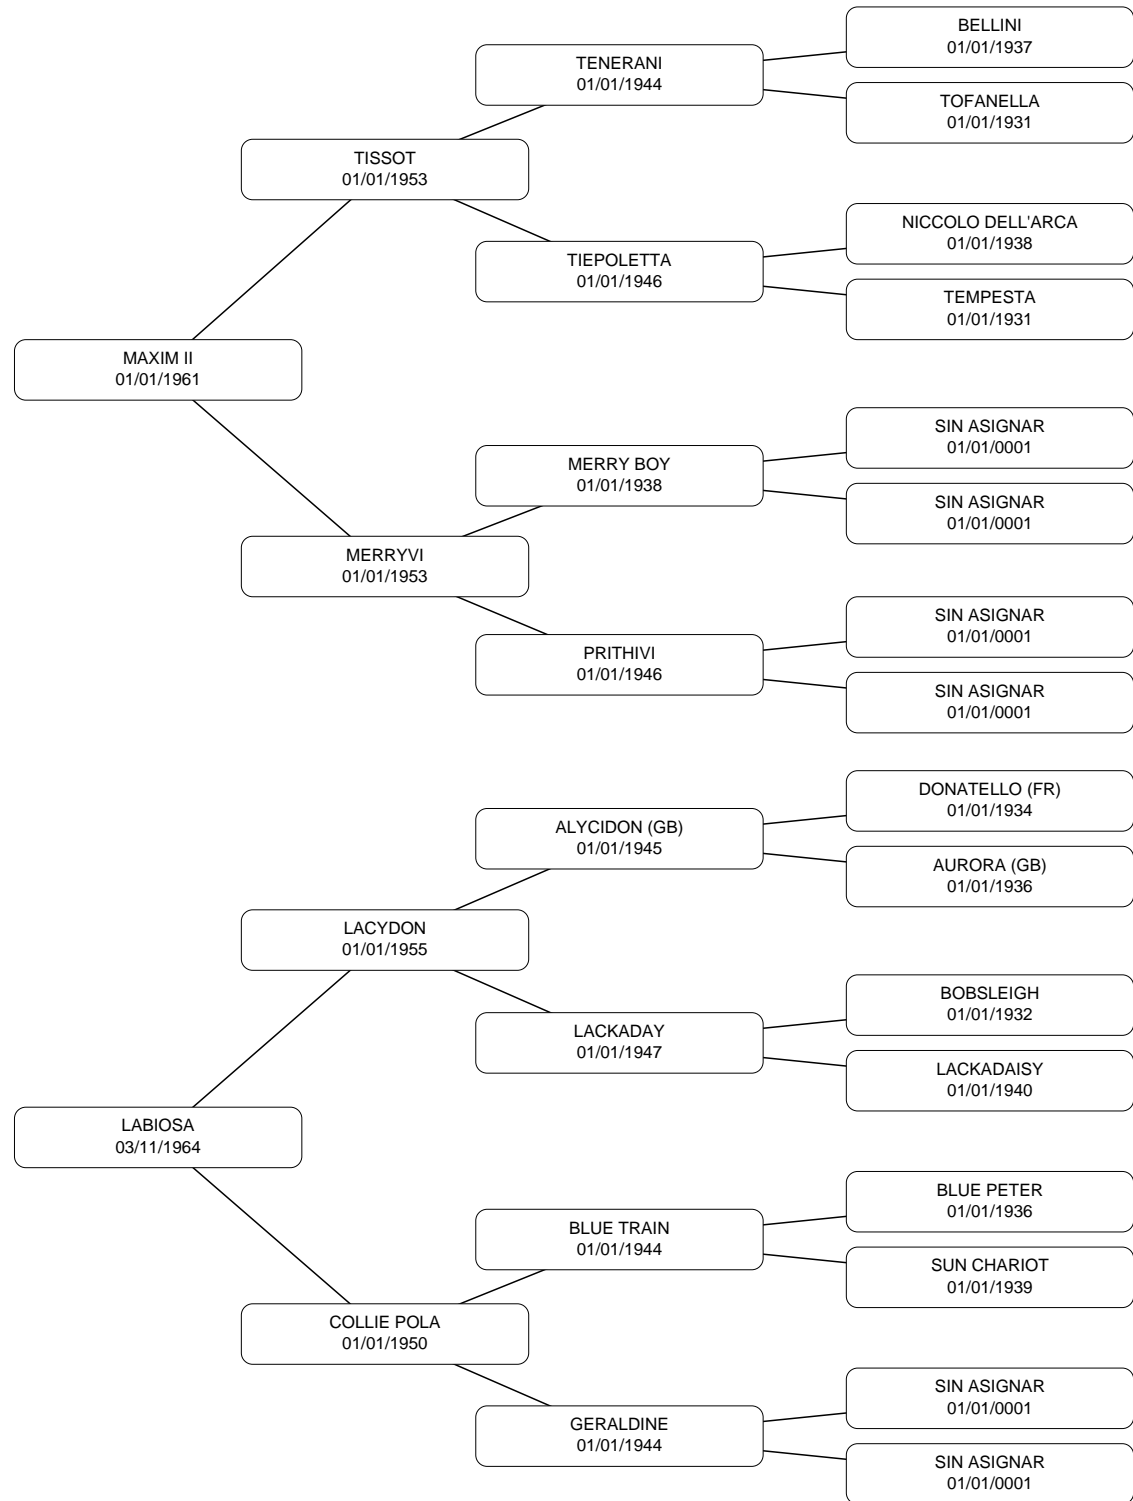 BELLINI
01/01/1937
TENERANI
01/01/1944
TOFANELLA
01/01/1931
TISSOT
01/01/1953
NICCOLO DELL'ARCA
01/01/1938
TIEPOLETTA
01/01/1946
TEMPESTA
01/01/1931
MAXIM II
01/01/1961
SIN ASIGNAR
01/01/0001
MERRY BOY
01/01/1938
SIN ASIGNAR
01/01/0001
MERRYVI
01/01/1953
SIN ASIGNAR
01/01/0001
PRITHIVI
01/01/1946
SIN ASIGNAR
01/01/0001
DONATELLO (FR)
01/01/1934
ALYCIDON (GB)
01/01/1945
AURORA (GB)
01/01/1936
LACYDON
01/01/1955
BOBSLEIGH
01/01/1932
LACKADAY
01/01/1947
LACKADAISY
01/01/1940
LABIOSA
03/11/1964
BLUE PETER
01/01/1936
BLUE TRAIN
01/01/1944
SUN CHARIOT
01/01/1939
COLLIE POLA
01/01/1950
SIN ASIGNAR
01/01/0001
GERALDINE
01/01/1944
SIN ASIGNAR
01/01/0001